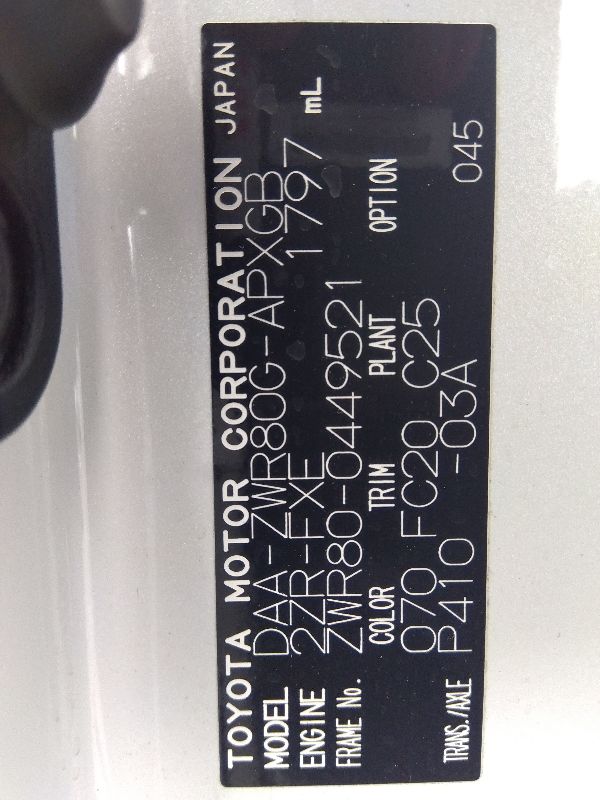 TOYOTA MOTOR CORPORATION JAPAN
MODEL DAA-ZWR80G-APXGB
ENGINE 2ZR-FXE 1797 mL
FRAME No. ZWR80-0449521
COLOR TRIM PLANT OPTION
070 FC20 C25
TRANS./AXLE P410 -03A 045